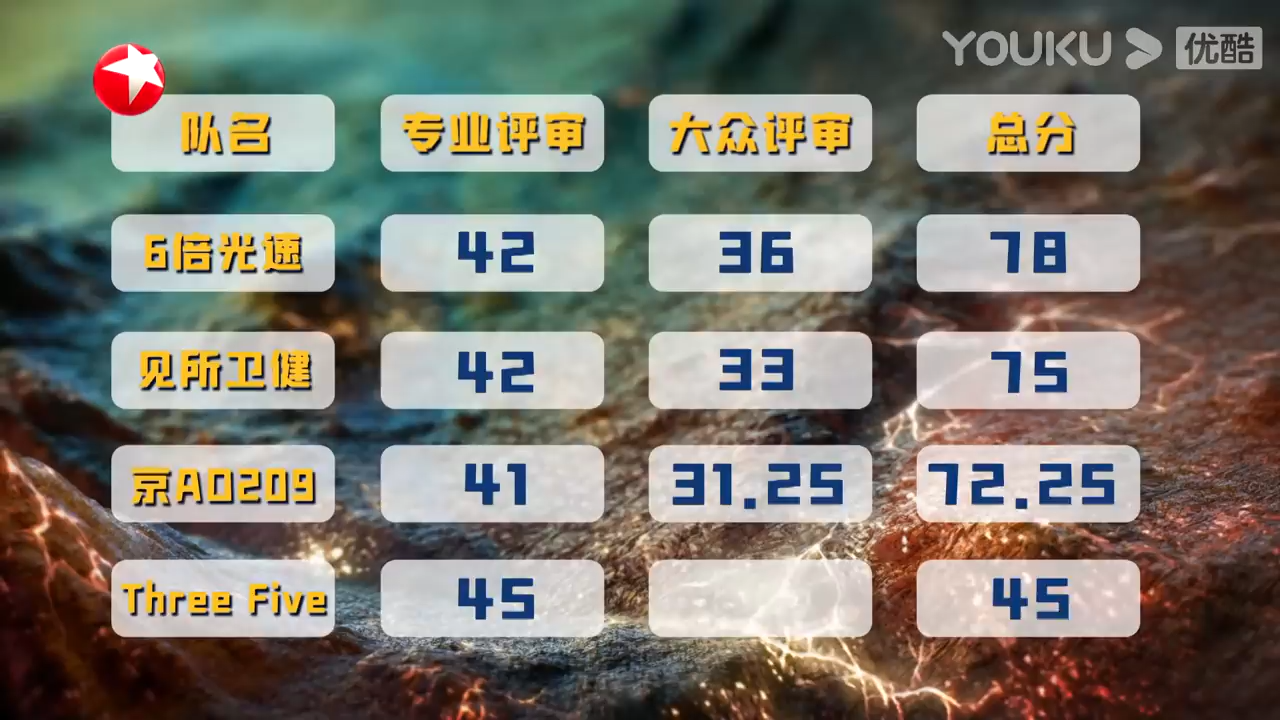 YOUKU 优酷
队名 专业评审 大众评审 总分
6倍光速 42 36 78
见所卫健 42 33 75
京A0209 41 31.25 72.25
Three Five 45 45